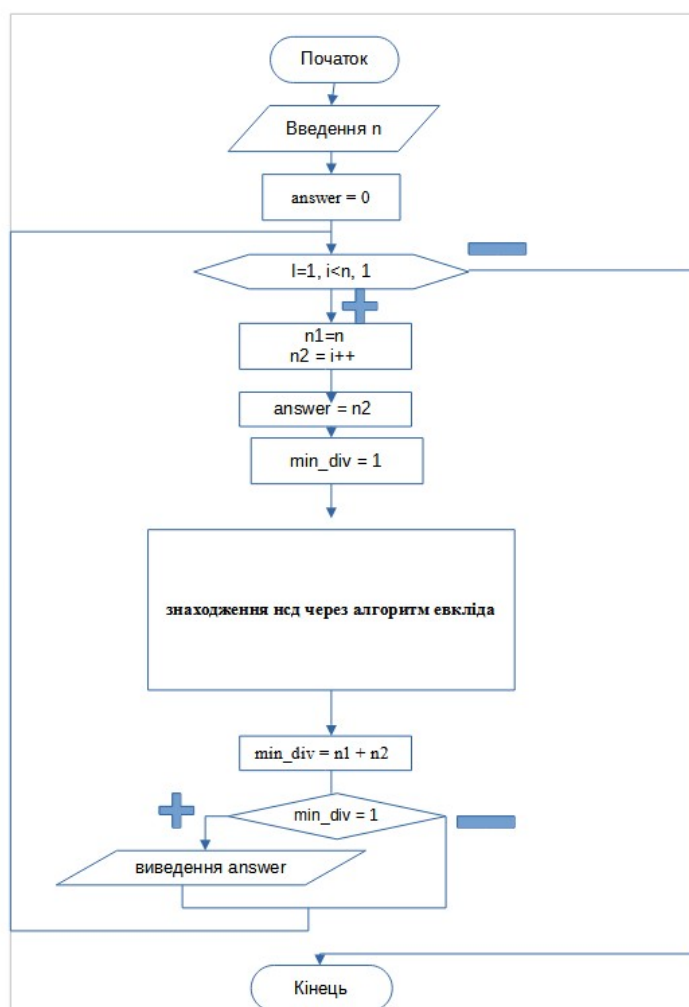 Початок
Введення n
answer = 0
I=1, i<n, 1
n1=n
n2 = i++
answer = n2
min_div = 1
знаходження нсд через алгоритм евкліда
min_div = n1 + n2
min_div = 1
виведення answer
Кінець